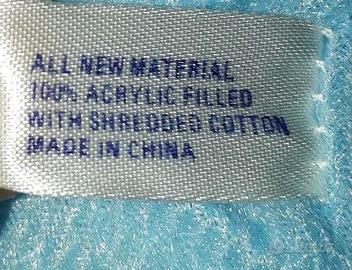 ALL NEW MATERIAL
100% ACRYLIC FILLED
WITH SHREDDED COTTON
MADE IN CHINA